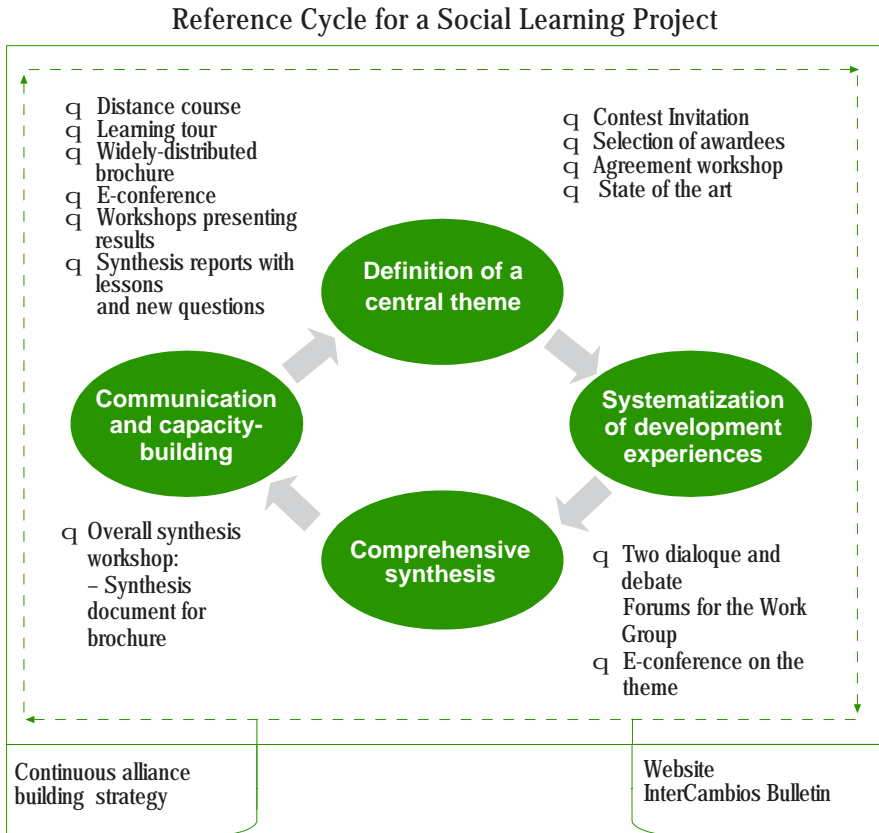 Reference Cycle for a Social Learning Project
q Distance course
q Learning tour
q Widely-distributed
brochure
q E-conference
q Workshops presenting
results
q Synthesis reports with
lessons
and new questions
q Contest Invitation
q Selection of awardees
q Agreement workshop
q State of the art
Definition of a
central theme
Communication
and capacity-
building
Systematization
of development
experiences
Comprehensive
synthesis
q Overall synthesis
workshop:
– Synthesis
document for
brochure
q Two dialoque and
debate
Forums for the Work
Group
q E-conference on the
theme
Continuous alliance
building strategy
Website
InterCambios Bulletin